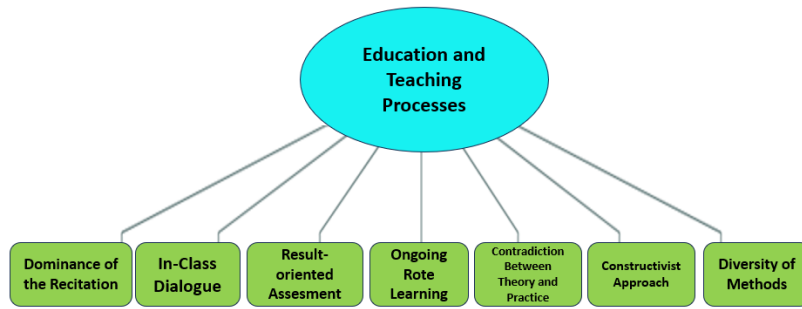 Education and
Teaching
Processes
Dominance of
the Recitation
In-Class
Dialogue
Result-
oriented
Assesment
Ongoing
Rote
Learning
Contradiction
Between
Theory and
Practice
Constructivist
Approach
Diversity of
Methods